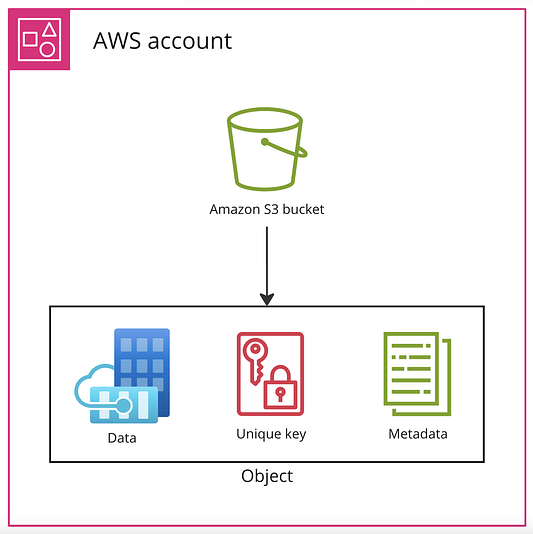 AWS account
Amazon S3 bucket
Data
Unique key
Metadata
Object